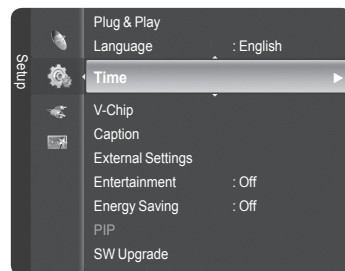 Setup
Plug & Play
Language : English
Time
V-Chip
Caption
External Settings
Entertainment : Off
Energy Saving : Off
PIP
SW Upgrade